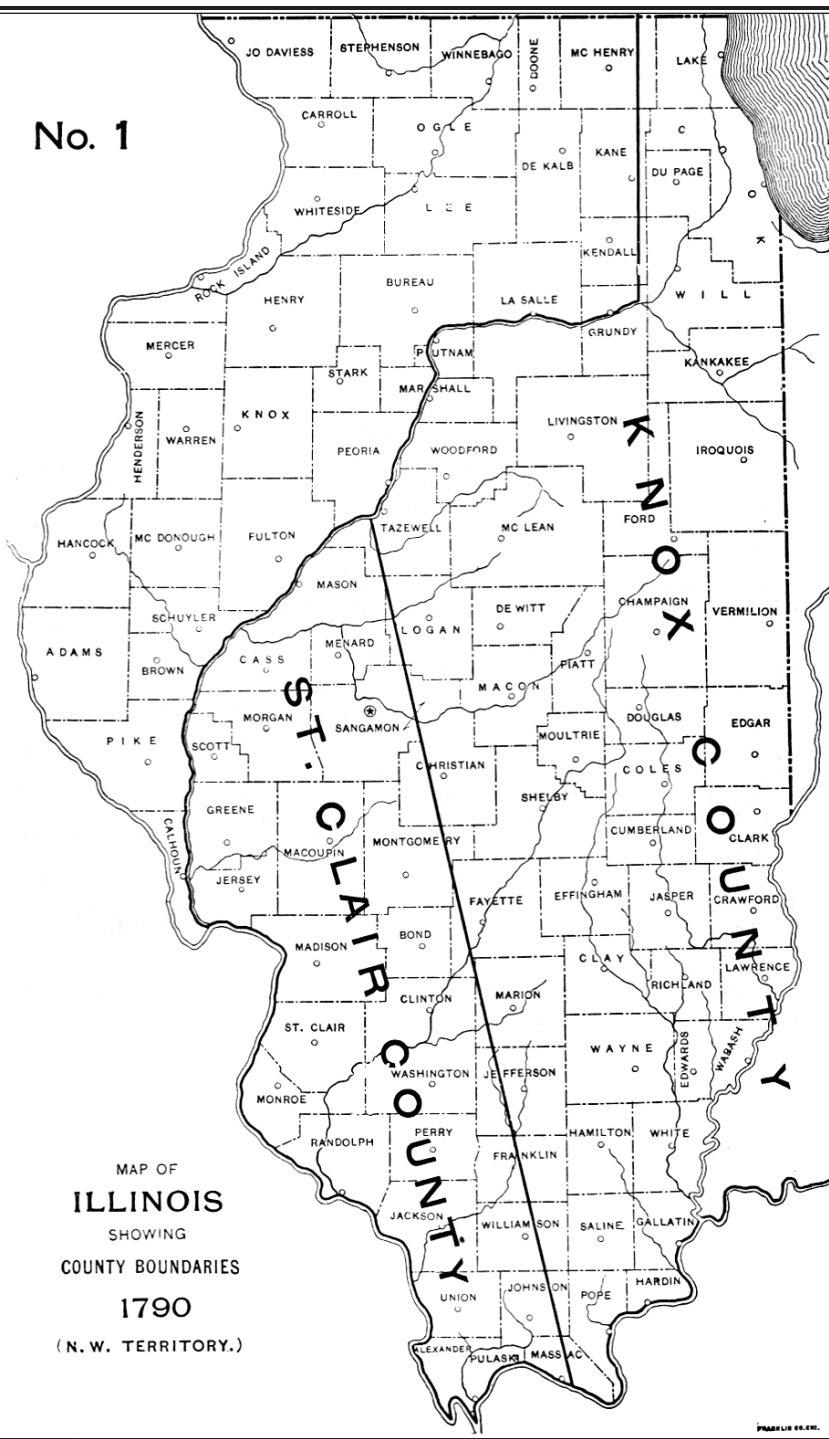 No. 1
JO DAVIESS
STEPHENSON
WINNEBAGO
BOONE
MC HENRY
LAKE
CARROLL
OGLE
DE KALB
KANE
COOK
DU PAGE
WHITESIDE
LEE
KENDALL
ROCK ISLAND
HENRY
BUREAU
LA SALLE
WILL
GRUNDY
MERCER
PUTNAM
KANKAKEE
STARK
MARSHALL
HENDERSON
WARREN
KNOX
PEORIA
WOODFORD
LIVINGSTON
IROQUOIS
HANCOCK
MC DONOUGH
FULTON
TAZEWELL
MC LEAN
FORD
MASON
ADAMS
SCHUYLER
BROWN
CASS
MENARD
LOGAN
DE WITT
PIATT
CHAMPAIGN
VERMILION
MACON
PIKE
SCOTT
MORGAN
SANGAMON
CHRISTIAN
MOULTRIE
DOUGLAS
EDGAR
COLES
SHELBY
CALHOUN
GREENE
MACOUPIN
MONTGOMERY
CUMBERLAND
CLARK
JERSEY
FAYETTE
EFFINGHAM
JASPER
CRAWFORD
MADISON
BOND
CLAY
RICHLAND
LAWRENCE
ST. CLAIR
CLINTON
MARION
WAYNE
EDWARDS
WABASH
MONROE
WASHINGTON
JEFFERSON
RANDOLPH
PERRY
FRANKLIN
HAMILTON
WHITE
JACKSON
WILLIAMSON
SALINE
GALLATIN
UNION
JOHNSTON
POPE
HARDIN
ALEXANDER
PULASKI
MASSAC
KNOX COUNTY
ST. CLAIR COUNTY
MAP OF
ILLINOIS
SHOWING
COUNTY BOUNDARIES
1790
(N. W. TERRITORY.)
FRANKLIN CO. CHI.